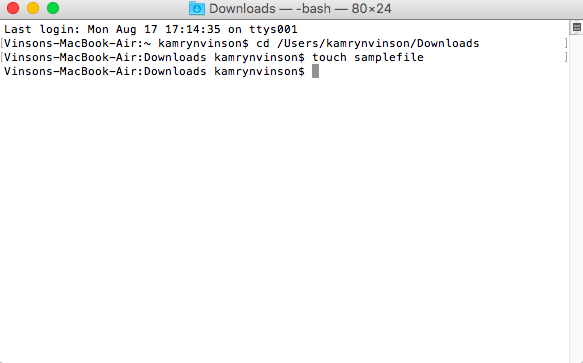 Downloads — -bash — 80×24
Last login: Mon Aug 17 17:14:35 on ttys001
[Vinsons-MacBook-Air:~ kamrynvinson$ cd /Users/kamrynvinson/Downloads ]
[Vinsons-MacBook-Air:Downloads kamrynvinson$ touch samplefile ]
Vinsons-MacBook-Air:Downloads kamrynvinson$